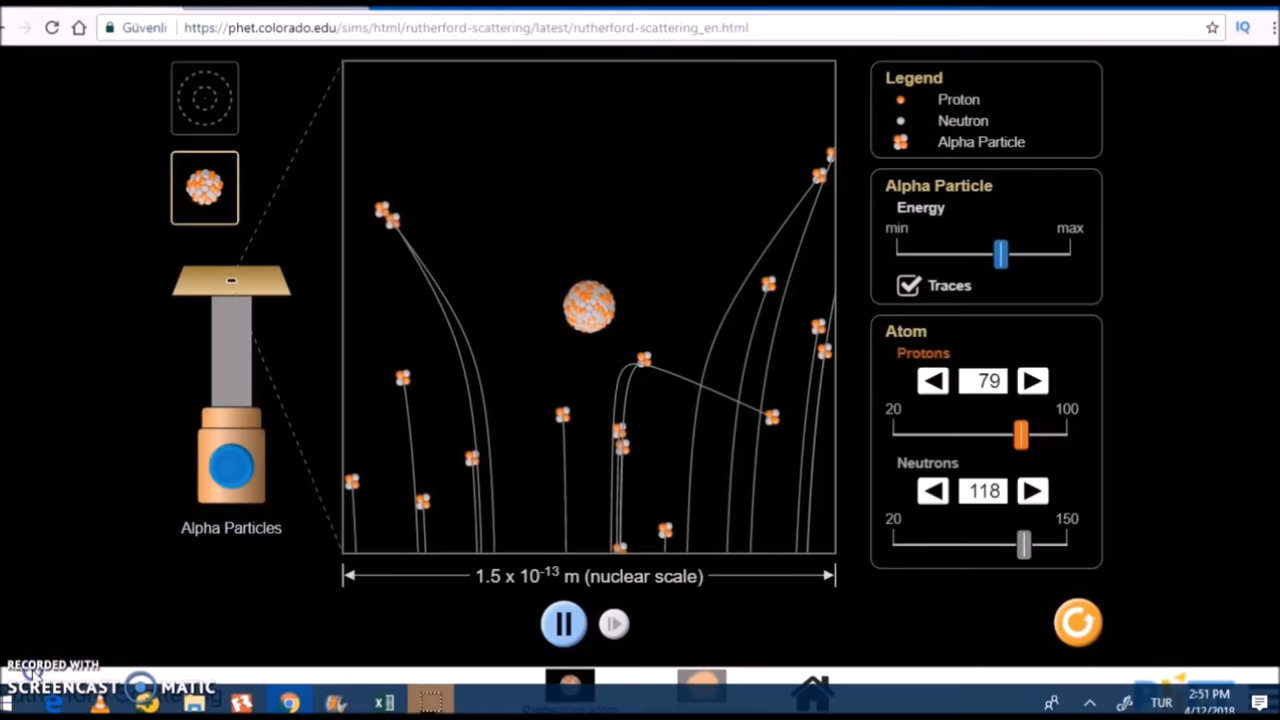 Güvenli
https://phet.colorado.edu/sims/html/rutherford-scattering/latest/rutherford-scattering_en.html
IQ
Legend
Proton
Neutron
Alpha Particle
Alpha Particle
Energy
min max
Traces
Atom
Protons
79
20 100
Neutrons
118
20 150
Alpha Particles
1.5 x 10⁻¹³ m (nuclear scale)
RECORDED WITH
SCREENCAST MATIC
TUR
2:51 PM
4/12/2018